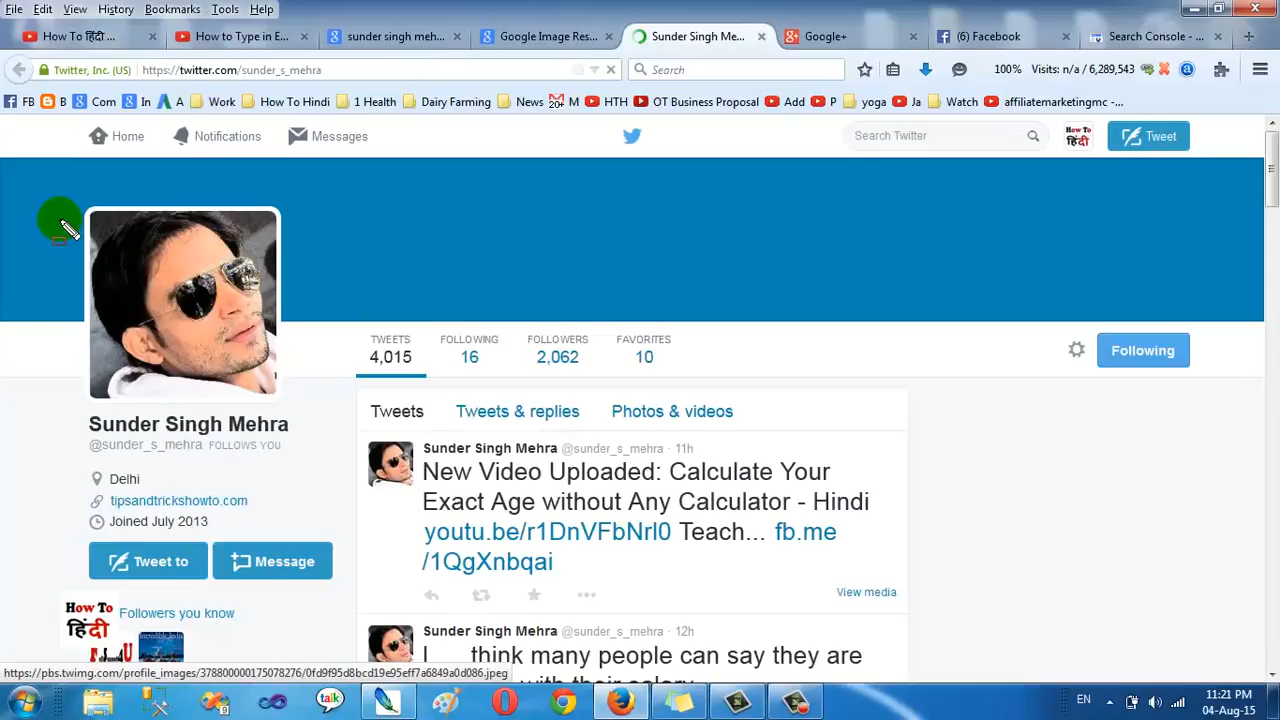 File Edit View History Bookmarks Tools Help
How To हिंदी ... How to Type in E... sunder singh meh... Google Image Res... Sunder Singh Me... Google+ (6) Facebook Search Console - ...
Twitter, Inc. (US) https://twitter.com/sunder_s_mehra Search 100% Visits: n/a / 6,289,543
FB B Com In A Work How To Hindi 1 Health Dairy Farming News 20+ M HTH OT Business Proposal Add P yoga Ja Watch affiliatemarketingmc -...
Home Notifications Messages Search Twitter How To हिंदी Tweet
TWEETS FOLLOWING FOLLOWERS FAVORITES
4,015 16 2,062 10 Following
Tweets Tweets & replies Photos & videos
Sunder Singh Mehra
@sunder_s_mehra FOLLOWS YOU
Delhi
tipsandtrickshowto.com
Joined July 2013
Tweet to Message
Followers you know
How To
हिंदी
Sunder Singh Mehra @sunder_s_mehra · 11h
New Video Uploaded: Calculate Your
Exact Age without Any Calculator - Hindi
youtu.be/r1DnVFbNrl0 Teach... fb.me
/1QgXnbqai
View media
Sunder Singh Mehra @sunder_s_mehra · 12h
I think many people can say they are
with their salary
https://pbs.twimg.com/profile_images/378800000175078276/0fd9f95d8bcd19e95eff7a6849a0d086.jpeg
talk
EN 11:21 PM
04-Aug-15